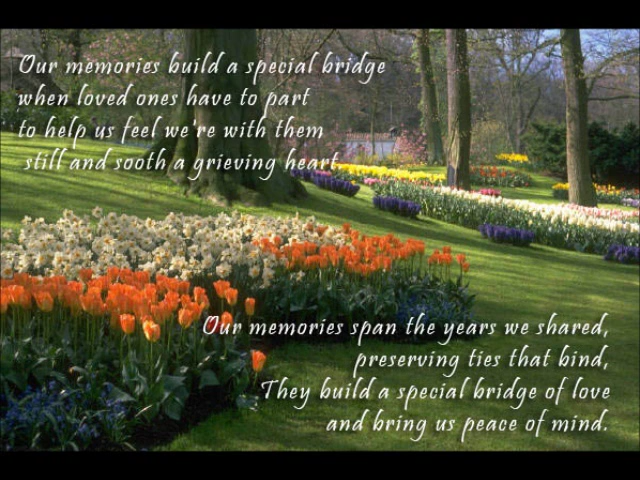 Our memories build a special bridge
when loved ones have to part
to help us feel we're with them
still and sooth a grieving heart
Our memories span the years we shared,
preserving ties that bind,
They build a special bridge of love
and bring us peace of mind.